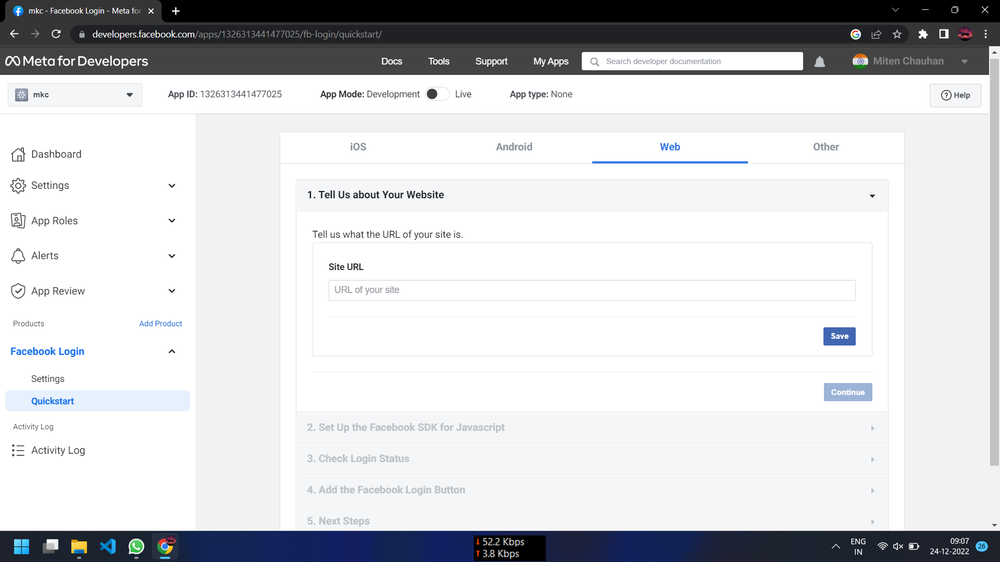 mkc - Facebook Login - Meta for
developers.facebook.com/apps/1326313441477025/fb-login/quickstart/
Meta for Developers
Docs
Tools
Support
My Apps
Search developer documentation
Miten Chauhan
mkc
App ID: 1326313441477025
App Mode: Development
Live
App type: None
Help
Dashboard
Settings
App Roles
Alerts
App Review
Products
Add Product
Facebook Login
Settings
Quickstart
Activity Log
Activity Log
iOS
Android
Web
Other
1. Tell Us about Your Website
Tell us what the URL of your site is.
Site URL
URL of your site
Save
Continue
2. Set Up the Facebook SDK for Javascript
3. Check Login Status
4. Add the Facebook Login Button
5. Next Steps
52.2 Kbps
3.8 Kbps
ENG
IN
09:07
24-12-2022
26